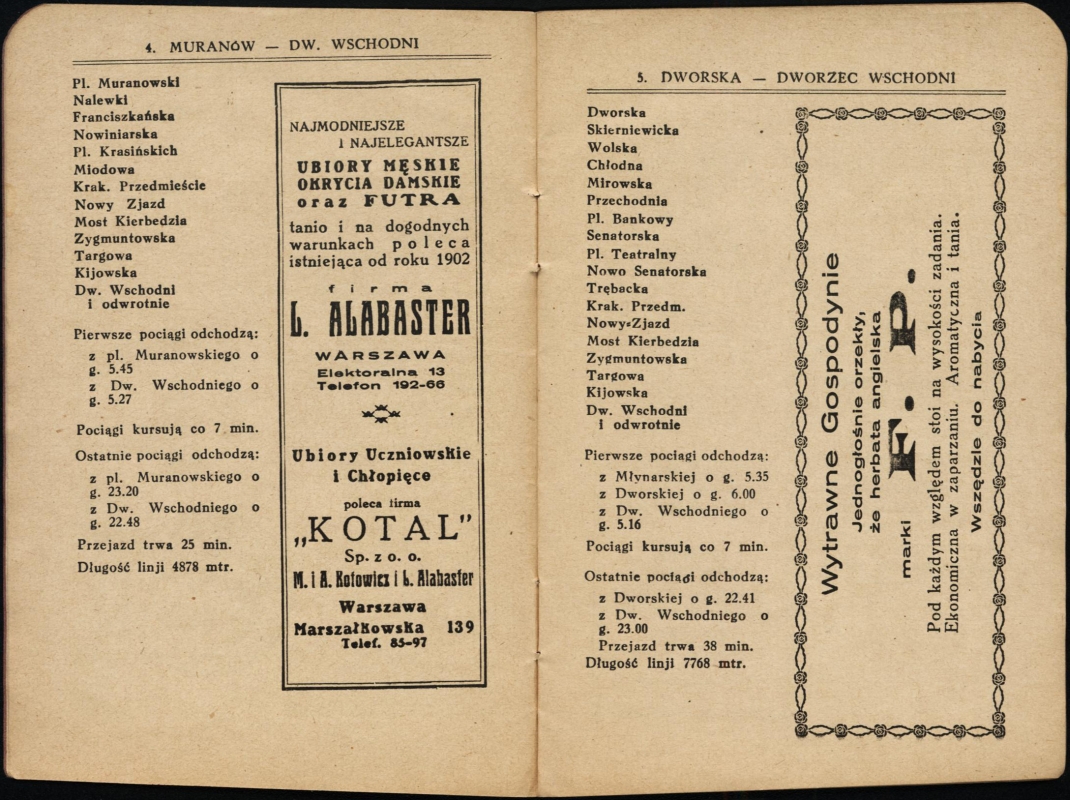 4. MURANÓW — DW. WSCHODNI
Pl. Muranowski
Nalewki
Franciszkańska
Nowiniarska
Pl. Krasińskich
Miodowa
Krak. Przedmieście
Nowy Zjazd
Most Kierbedzia
Zygmuntowska
Targowa
Kijowska
Dw. Wschodni
i odwrotnie
Pierwsze pociągi odchodzą:
z pl. Muranowskiego o
g. 5.45
z Dw. Wschodniego o
g. 5.27
Pociągi kursują co 7 min.
Ostatnie pociągi odchodzą:
z pl. Muranowskiego o
g. 23.20
z Dw. Wschodniego o
g. 22.48
Przejazd trwa 25 min.
Długość linji 4878 mtr.
NAJMODNIEJSZE
I NAJELEGANTSZE
UBIORY MĘSKIE
OKRYCIA DAMSKIE
oraz FUTRA
tanio i na dogodnych
warunkach poleca
istniejąca od roku 1902
firma
L. ALABASTER
WARSZAWA
Elektoralna 13
Telefon 192-66
Ubiory Uczniowskie
i Chłopięce
poleca firma
„KOTAL”
Sp. z o. o.
M. i A. Kotowicz i L. Alabaster
Warszawa
Marszałkowska 139
Telef. 85-97
5. DWORSKA — DWORZEC WSCHODNI
Dworska
Skierniewicka
Wolska
Chłodna
Mirowska
Przechodnia
Pl. Bankowy
Senatorska
Pl. Teatralny
Nowo Senatorska
Trębacka
Krak. Przedm.
Nowy-Zjazd
Most Kierbedzia
Zygmuntowska
Targowa
Kijowska
Dw. Wschodni
i odwrotnie
Pierwsze pociągi odchodzą:
z Młynarskiej o g. 5.35
z Dworskiej o g. 6.00
z Dw. Wschodniego o
g. 5.16
Pociągi kursują co 7 min.
Ostatnie pociągi odchodzą:
z Dworskiej o g. 22.41
z Dw. Wschodniego o
g. 23.00
Przejazd trwa 38 min.
Długość linji 7768 mtr.
Wytrawne Gospodynie
Jednogłośnie orzekły,
że herbata angielska
marki F. P.
Pod każdym względem stoi na wysokości zadania.
Ekonomiczna w zaparzaniu. Aromatyczna i tania.
Wszędzie do nabycia